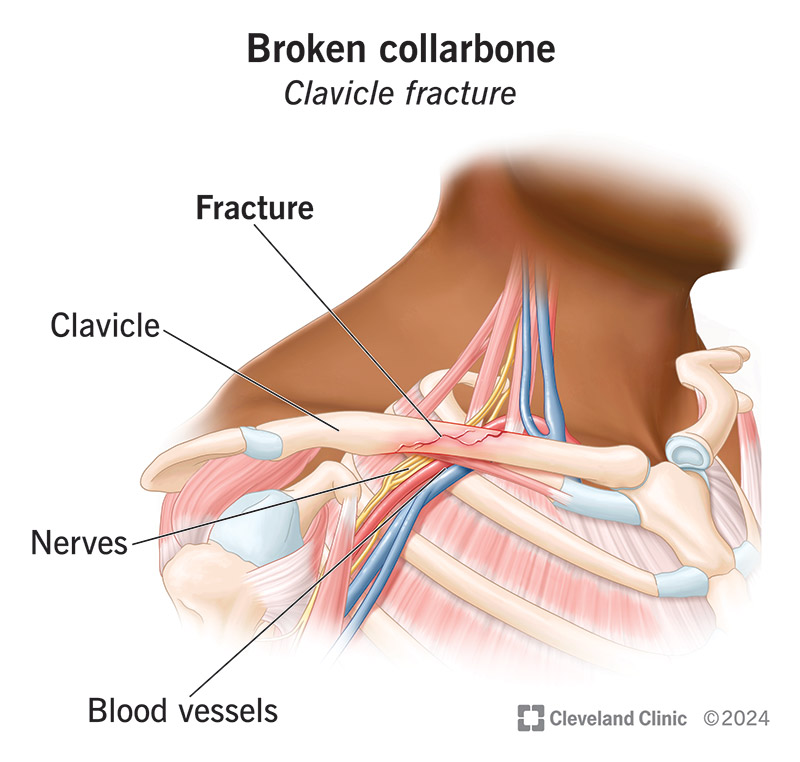 Broken collarbone
Clavicle fracture
Fracture
Clavicle
Nerves
Blood vessels
Cleveland Clinic ©2024